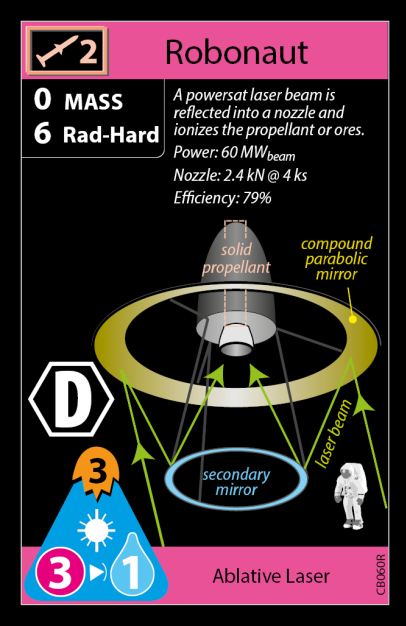 2
Robonaut
0 MASS
6 Rad-Hard
A powersat laser beam is
reflected into a nozzle and
ionizes the propellant or ores.
Power: 60 MWbeam
Nozzle: 2.4 kN @ 4 ks
Efficiency: 79%
solid
propellant
compound
parabolic
mirror
D
laser beam
secondary
mirror
3
3
1
Ablative Laser
CB060R